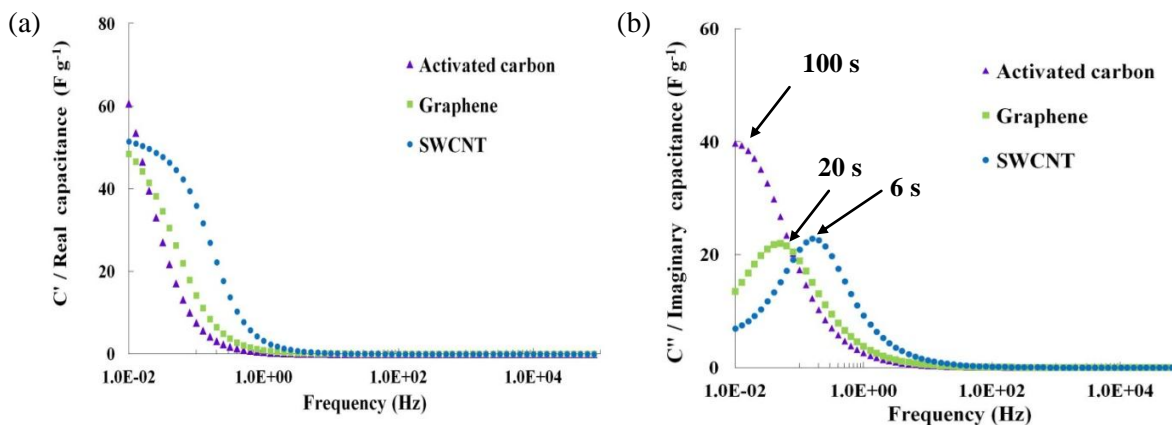 (a)
C' / Real capacitance (F g⁻¹)
80
60
40
20
0
1.0E-02
1.0E+00
1.0E+02
1.0E+04
Frequency (Hz)
Activated carbon
Graphene
SWCNT
(b)
C'' / Imaginary capacitance (F g⁻¹)
60
40
20
0
1.0E-02
1.0E+00
1.0E+02
1.0E+04
Frequency (Hz)
100 s
20 s
6 s
Activated carbon
Graphene
SWCNT